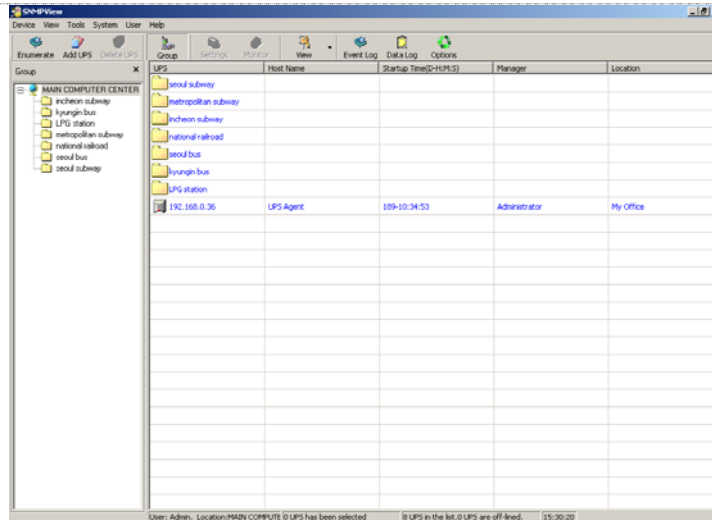 SNMPView
Device View Tools System User Help
Enumerate Add UPS Delete UPS Group Settings Monitor View Event Log Data Log Options
Group
UPS Host Name Startup Time(D-H:M:S) Manager Location
MAIN COMPUTER CENTER
incheon subway
kyungin bus
LPG station
metropolitan subway
national railroad
seoul bus
seoul subway
seoul subway
metropolitan subway
incheon subway
national railroad
seoul bus
kyungin bus
LPG station
192.168.0.36 UPS Agent 189-10:34:53 Administrator My Office
User: Admin. Location:MAIN COMPUTE 0 UPS has been selected 8 UPS in the list.0 UPS are off-lined. 15:30:20